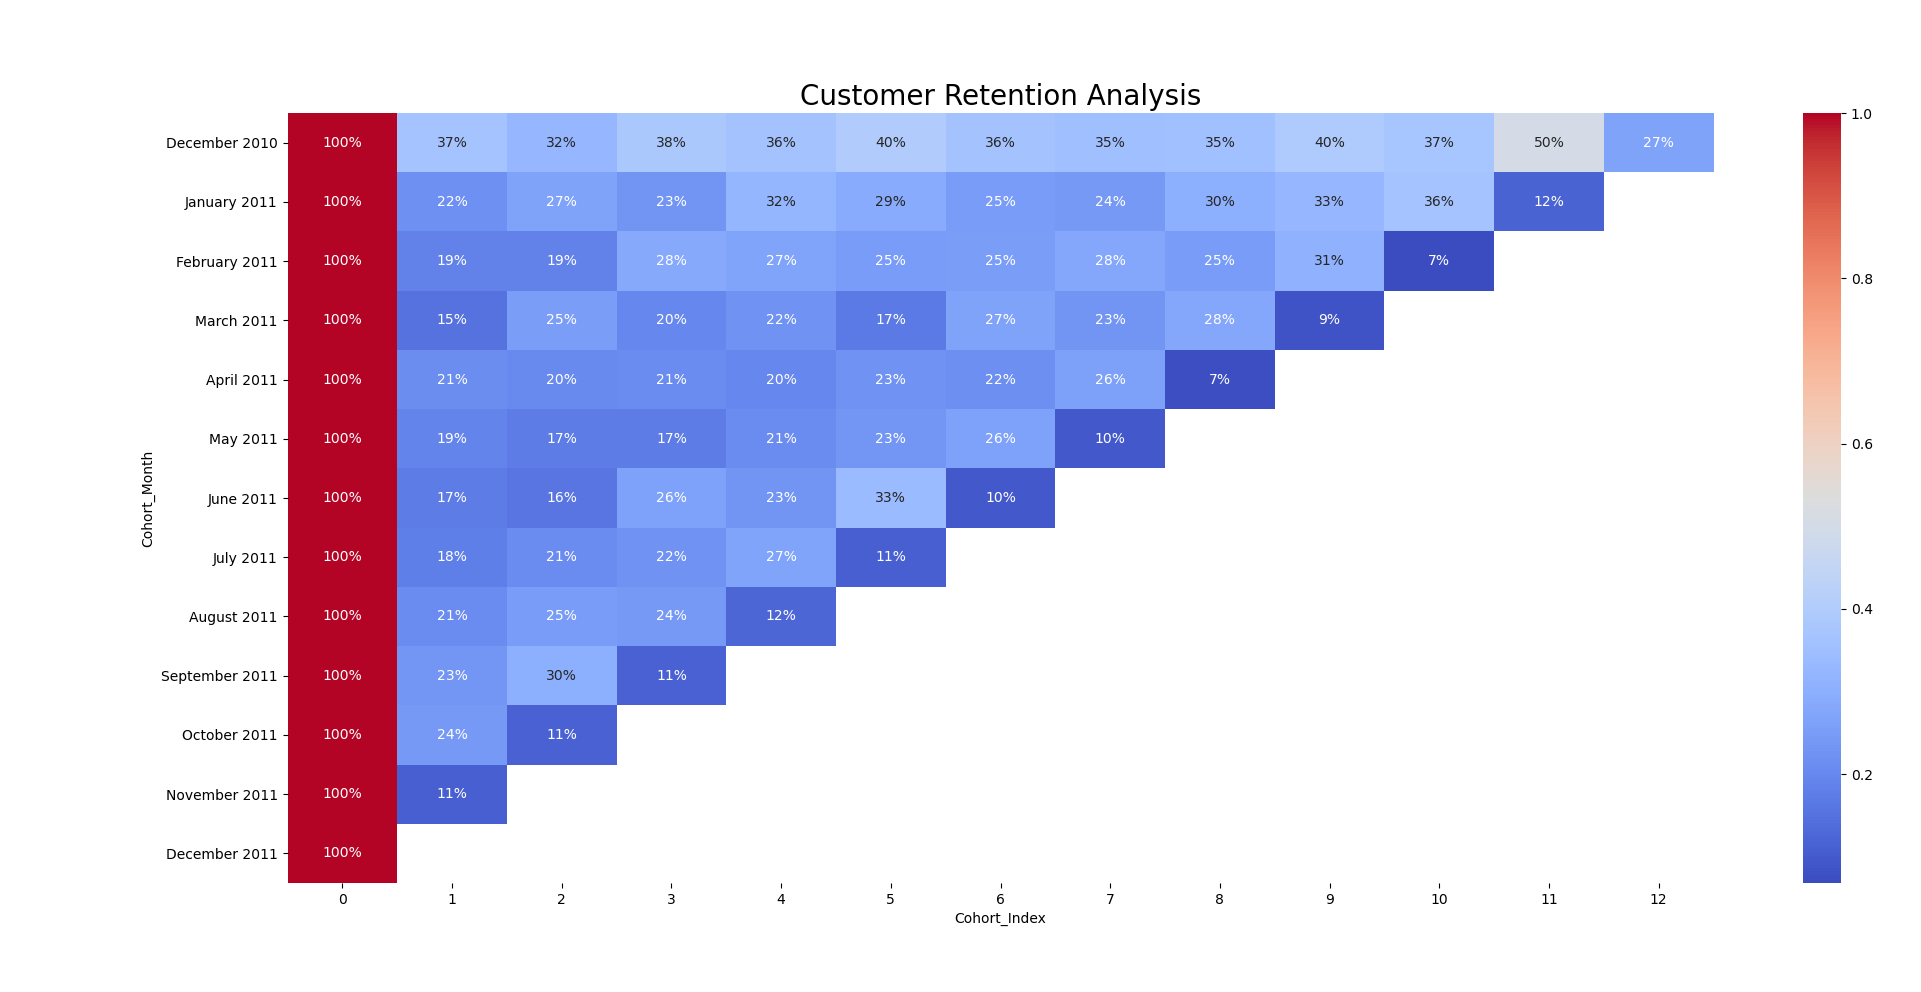 Customer Retention Analysis
December 2010 100% 37% 32% 38% 36% 40% 36% 35% 35% 40% 37% 50% 27%
January 2011 100% 22% 27% 23% 32% 29% 25% 24% 30% 33% 36% 12%
February 2011 100% 19% 19% 28% 27% 25% 25% 28% 25% 31% 7%
March 2011 100% 15% 25% 20% 22% 17% 27% 23% 28% 9%
April 2011 100% 21% 20% 21% 20% 23% 22% 26% 7%
May 2011 100% 19% 17% 17% 21% 23% 26% 10%
June 2011 100% 17% 16% 26% 23% 33% 10%
July 2011 100% 18% 21% 22% 27% 11%
August 2011 100% 21% 25% 24% 12%
September 2011 100% 23% 30% 11%
October 2011 100% 24% 11%
November 2011 100% 11%
December 2011 100%
0 1 2 3 4 5 6 7 8 9 10 11 12
Cohort_Index
Cohort_Month
1.0
0.8
0.6
0.4
0.2